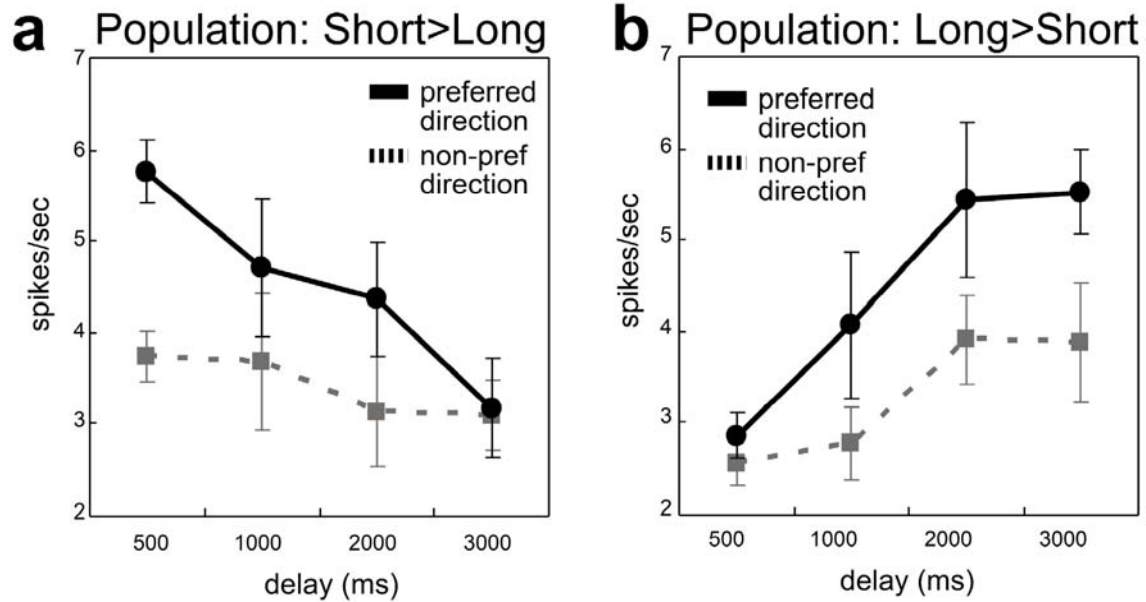 a Population: Short>Long
7
6
5
4
3
2
spikes/sec
preferred
direction
non-pref
direction
500 1000 2000 3000
delay (ms)
b Population: Long>Short
7
6
5
4
3
2
spikes/sec
preferred
direction
non-pref
direction
500 1000 2000 3000
delay (ms)